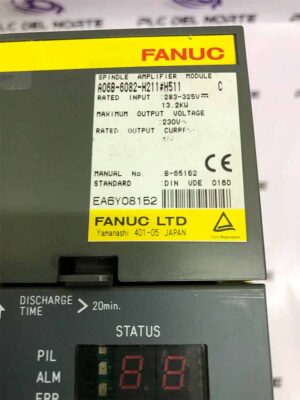 PLC DEL NORTE
FANUC
SPINDLE AMPLIFIER MODULE
A06B-6082-H211#H511 C
RATED INPUT :283-325V
13.2KW
MAXIMUM OUTPUT VOLTAGE
:230V~
RATED OUTPUT CURRENT
MANUAL No :B-65162
STANDARD :DIN VDE 0160
EA6Y08152
FANUC LTD
Yamanashi 401-05 JAPAN
DISCHARGE TIME > 20min.
STATUS
PIL
ALM
ERR